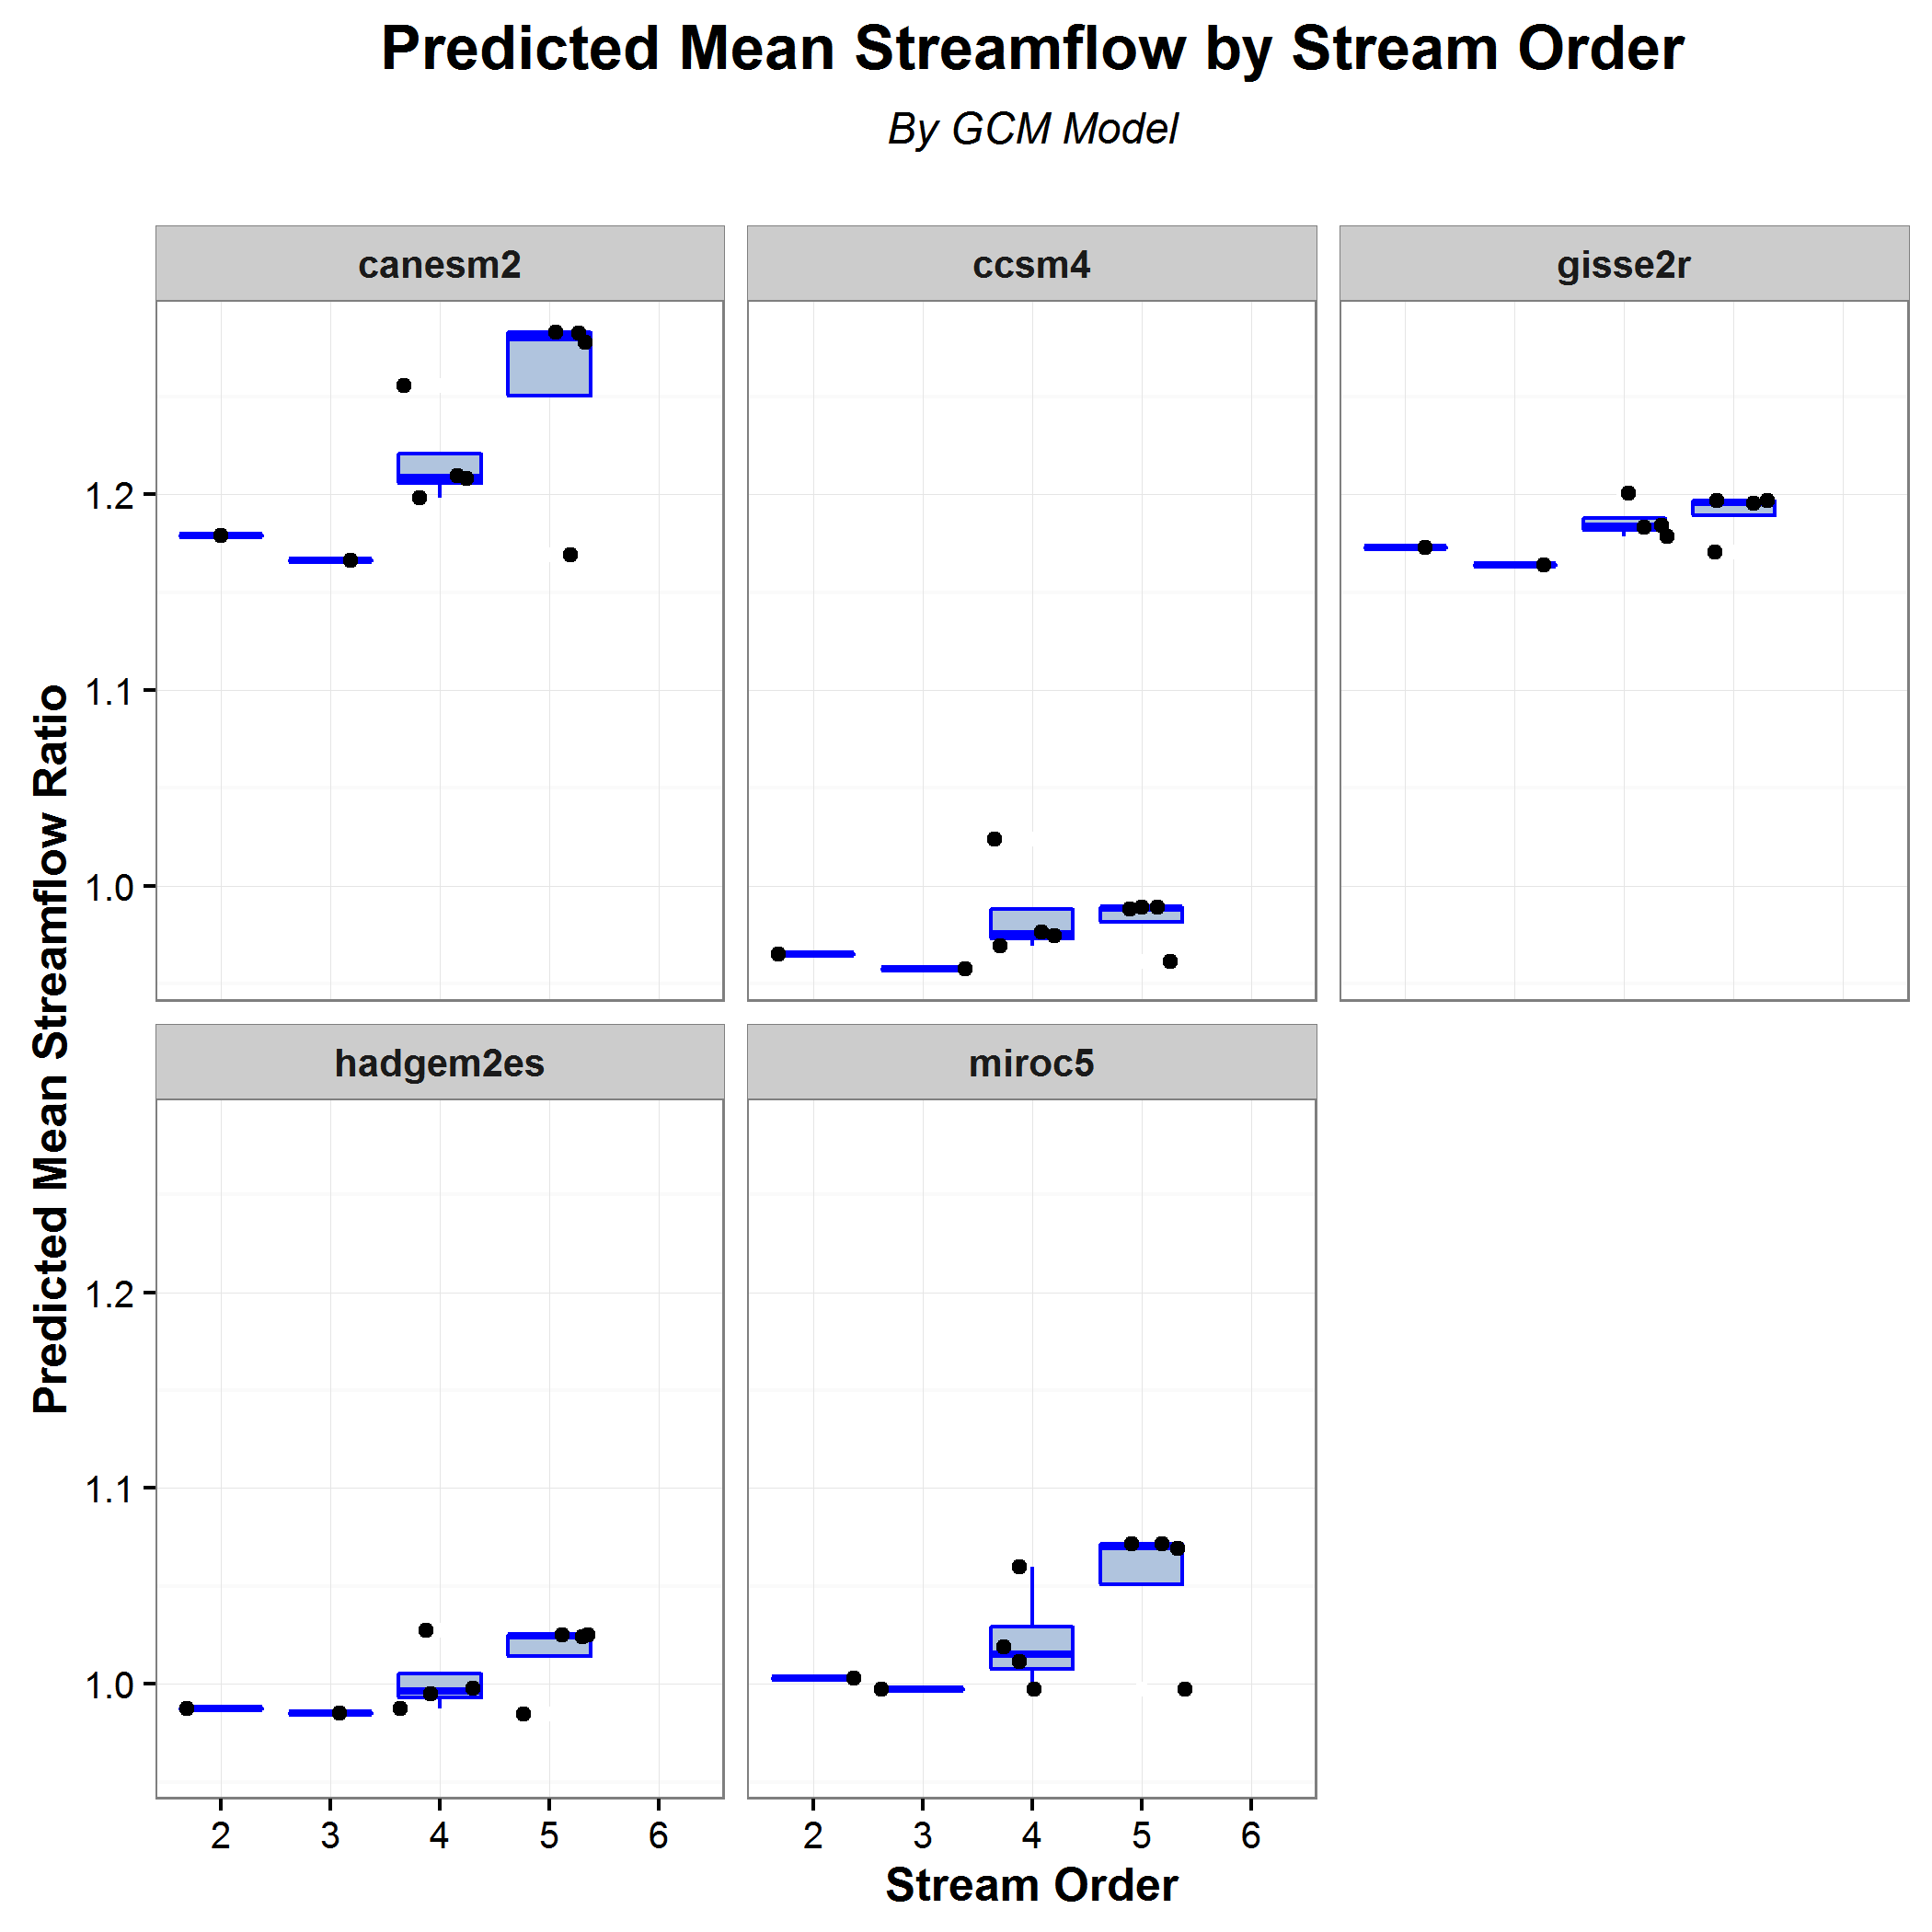 Predicted Mean Streamflow by Stream Order
By GCM Model
canesm2
ccsm4
gisse2r
1.2
1.1
1.0
Predicted Mean Streamflow Ratio
hadgem2es
miroc5
1.2
1.1
1.0
2 3 4 5 6
2 3 4 5 6
Stream Order